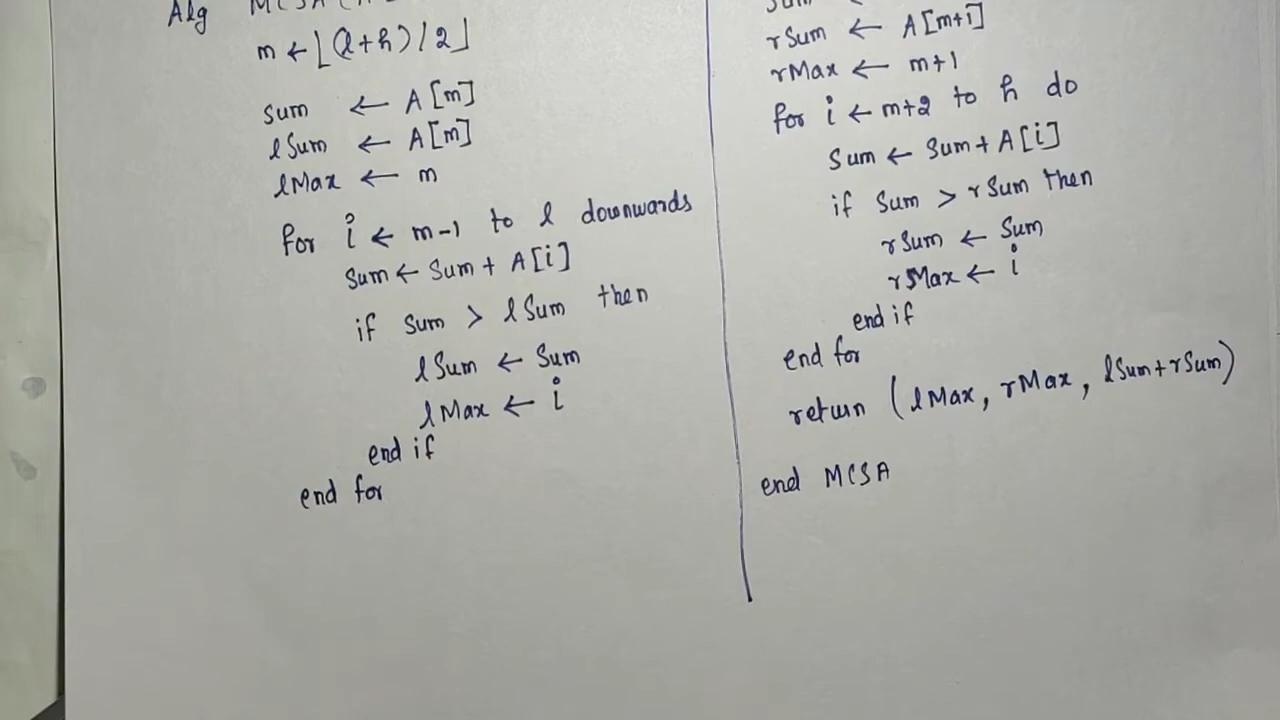 Alg MCSA(A
m ← ⌊(l+h)/2⌋
sum ← A[m]
lSum ← A[m]
lMax ← m
for i ← m-1 to l downwards
Sum ← Sum + A[i]
if Sum > lSum then
lSum ← Sum
lMax ← i
end if
end for
Sum
rSum ← A[m+1]
rMax ← m+1
for i ← m+2 to h do
Sum ← Sum + A[i]
if Sum > rSum then
rSum ← Sum
rMax ← i
end if
end for
return (lMax, rMax, lSum+rSum)
end MCSA